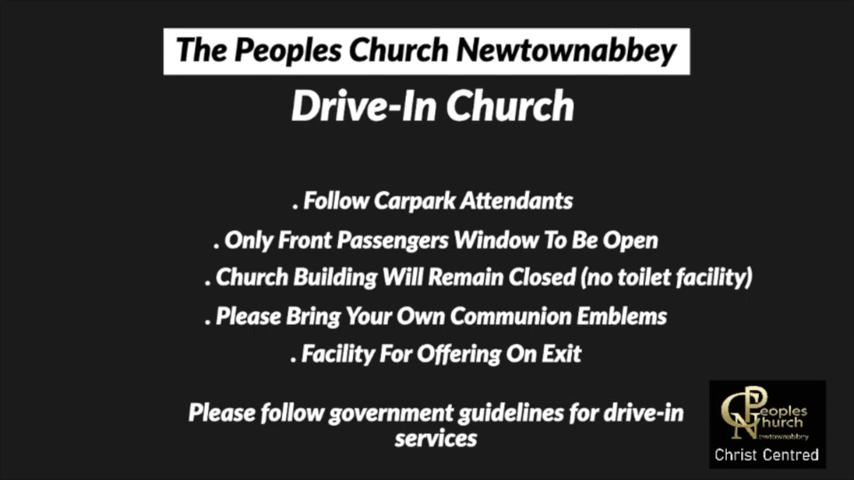 The Peoples Church Newtownabbey
Drive-In Church
. Follow Carpark Attendants
. Only Front Passengers Window To Be Open
. Church Building Will Remain Closed (no toilet facility)
. Please Bring Your Own Communion Emblems
. Facility For Offering On Exit
Please follow government guidelines for drive-in
services
Peoples
Church
Newtownabbey
Christ Centred